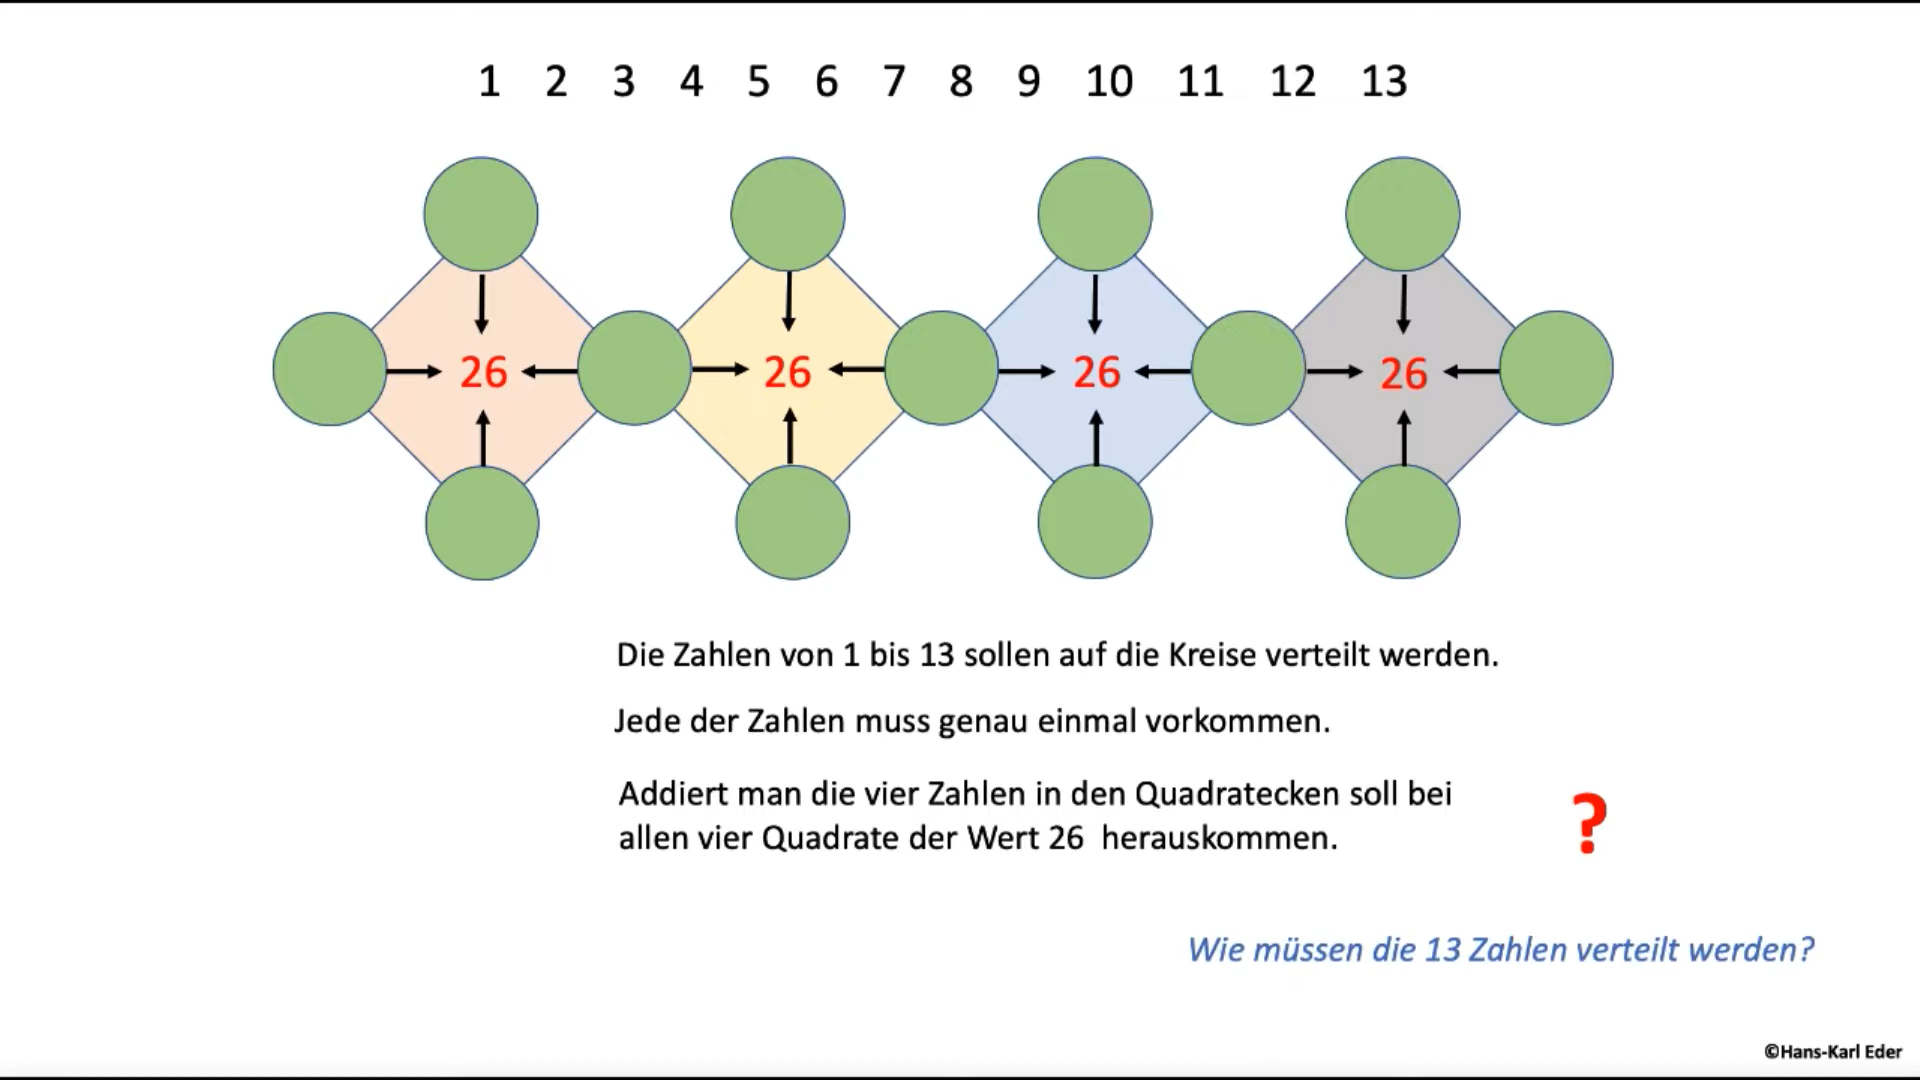 1 2 3 4 5 6 7 8 9 10 11 12 13
26 26 26 26
Die Zahlen von 1 bis 13 sollen auf die Kreise verteilt werden.
Jede der Zahlen muss genau einmal vorkommen.
Addiert man die vier Zahlen in den Quadratecken soll bei
allen vier Quadrate der Wert 26 herauskommen.
?
Wie müssen die 13 Zahlen verteilt werden?
©Hans-Karl Eder